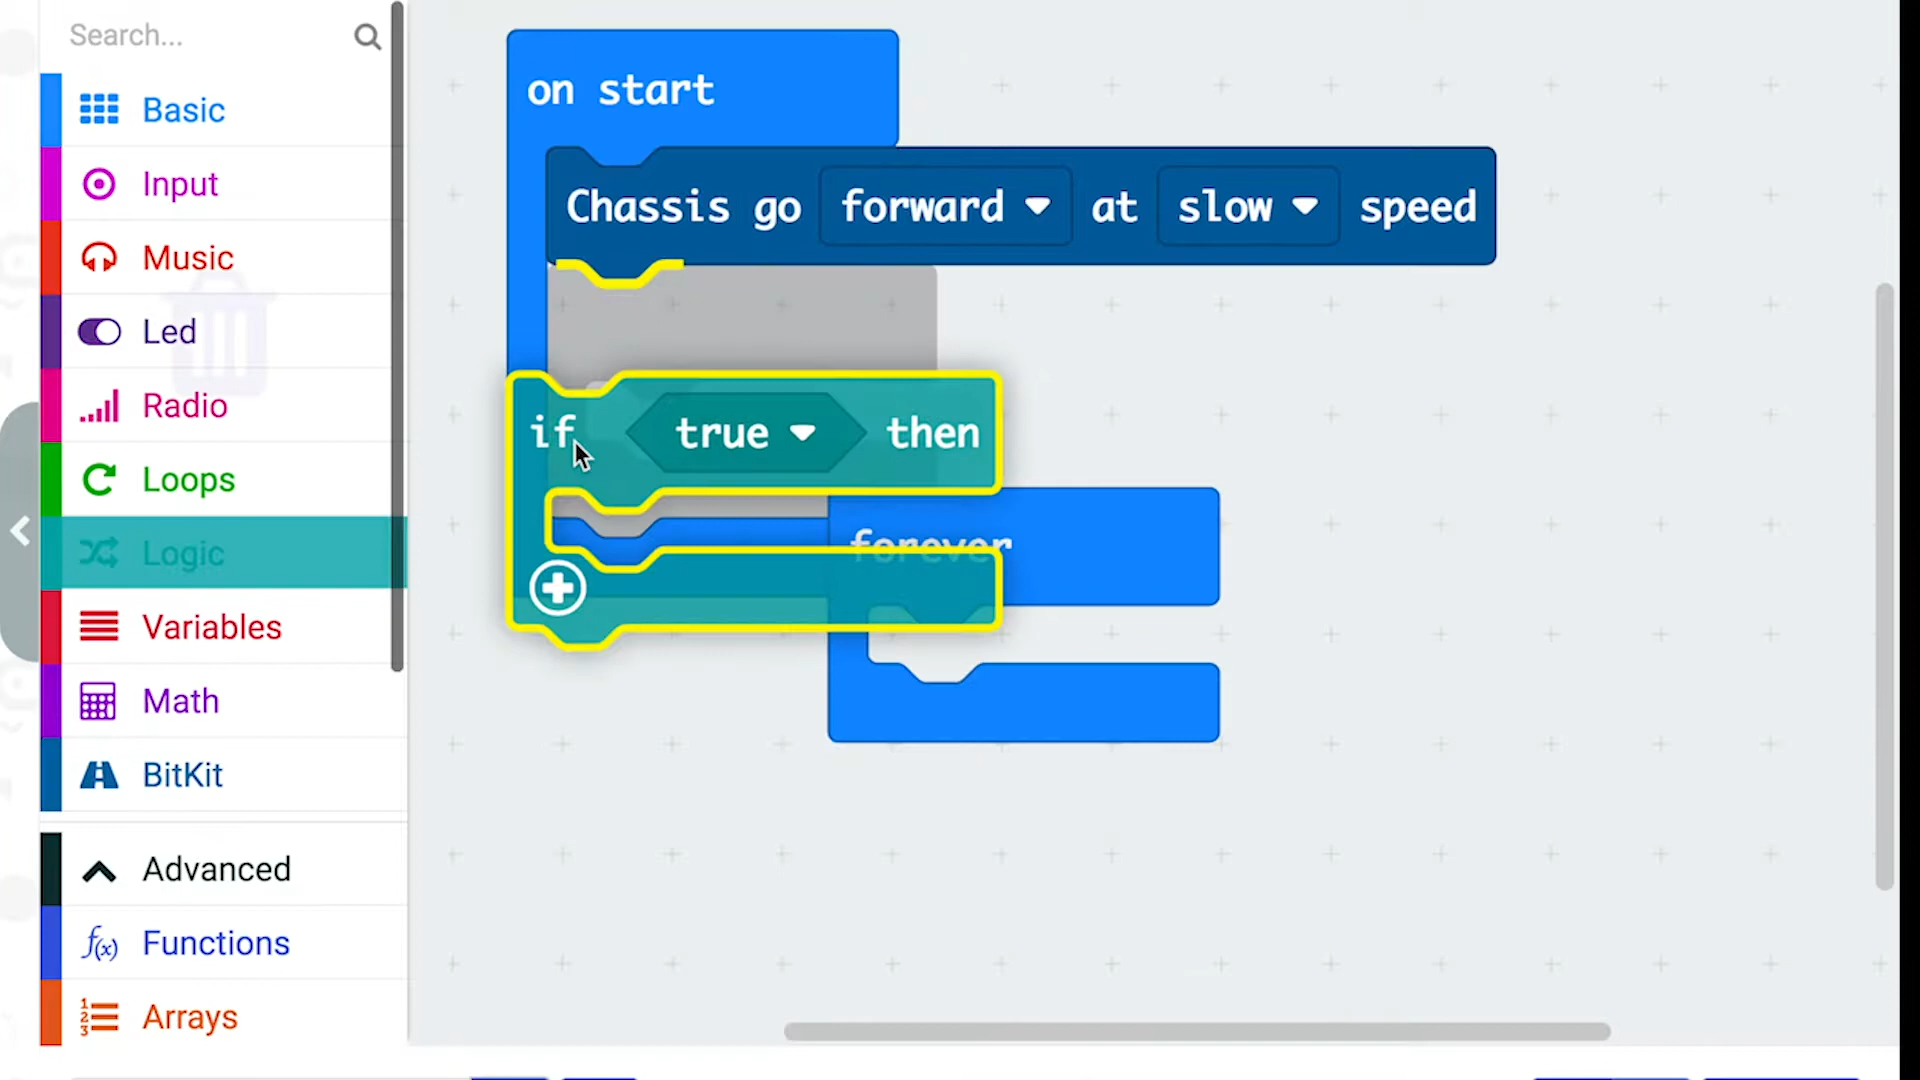 Search...
Basic
Input
Music
Led
Radio
Loops
Logic
Variables
Math
BitKit
Advanced
Functions
Arrays
on start
Chassis go forward at slow speed
if true then
forever